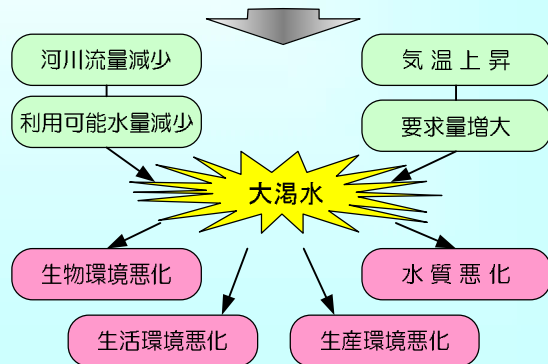 河川流量減少
気温上昇
利用可能水量減少
要求量増大
大渇水
生物環境悪化
水質悪化
生活環境悪化
生産環境悪化